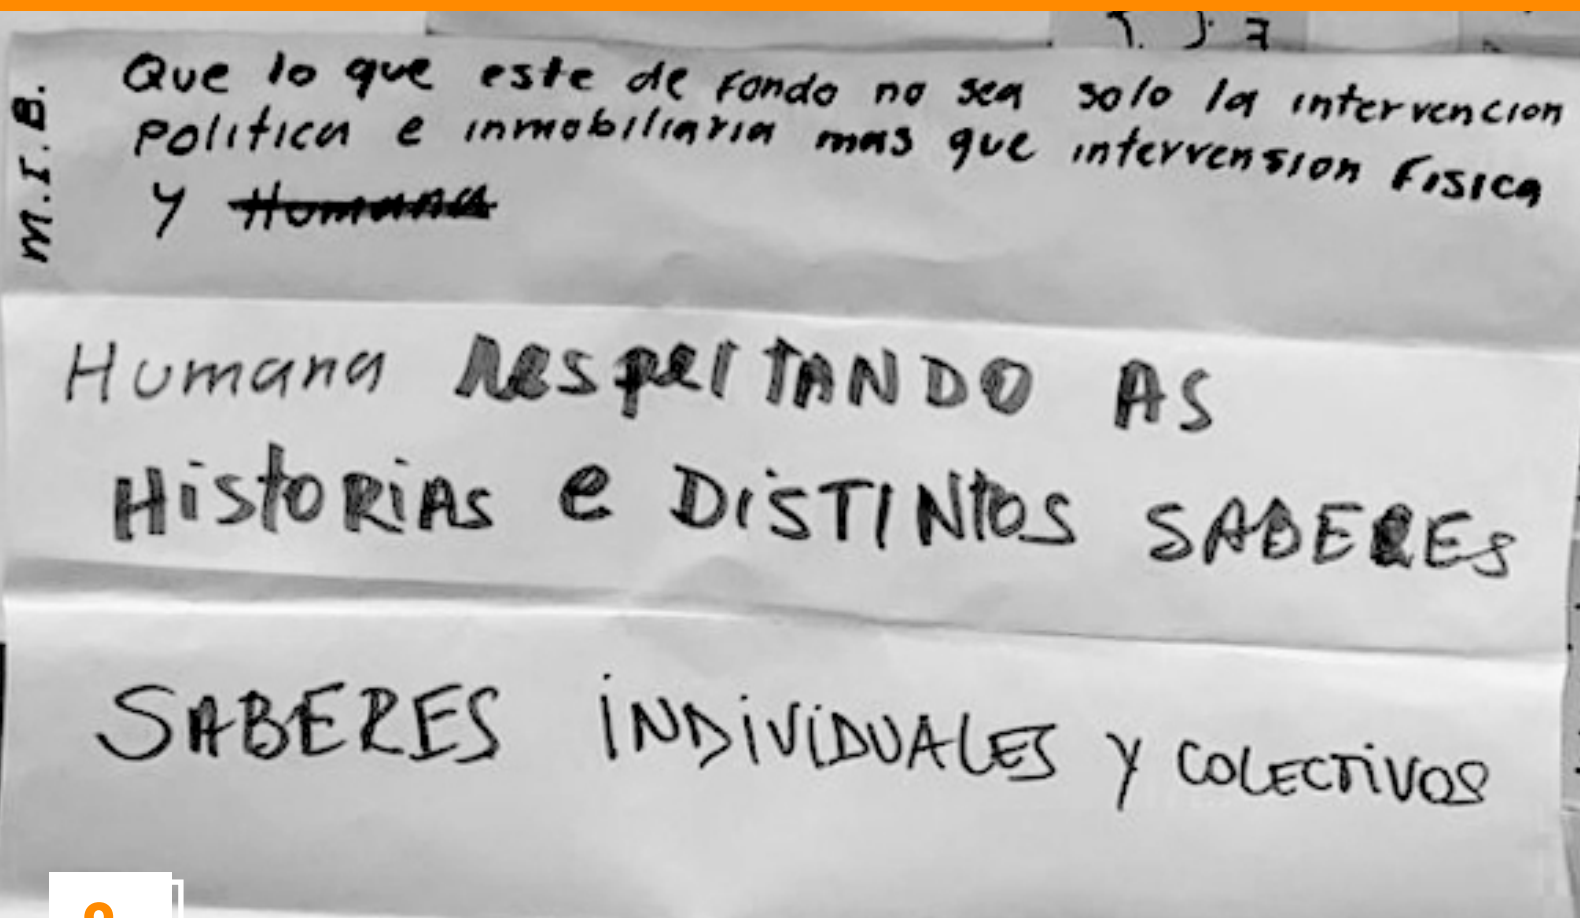 M.I.B.
Que lo que este de Fondo no sea solo la intervencion
politica e inmobiliaria mas que intervension Fisica
y Humana
Humana RespeiTANDO AS
HistoRiAs e DisTINtos SABERES
SABERES iNDiViDUALES Y COLECTiVOS